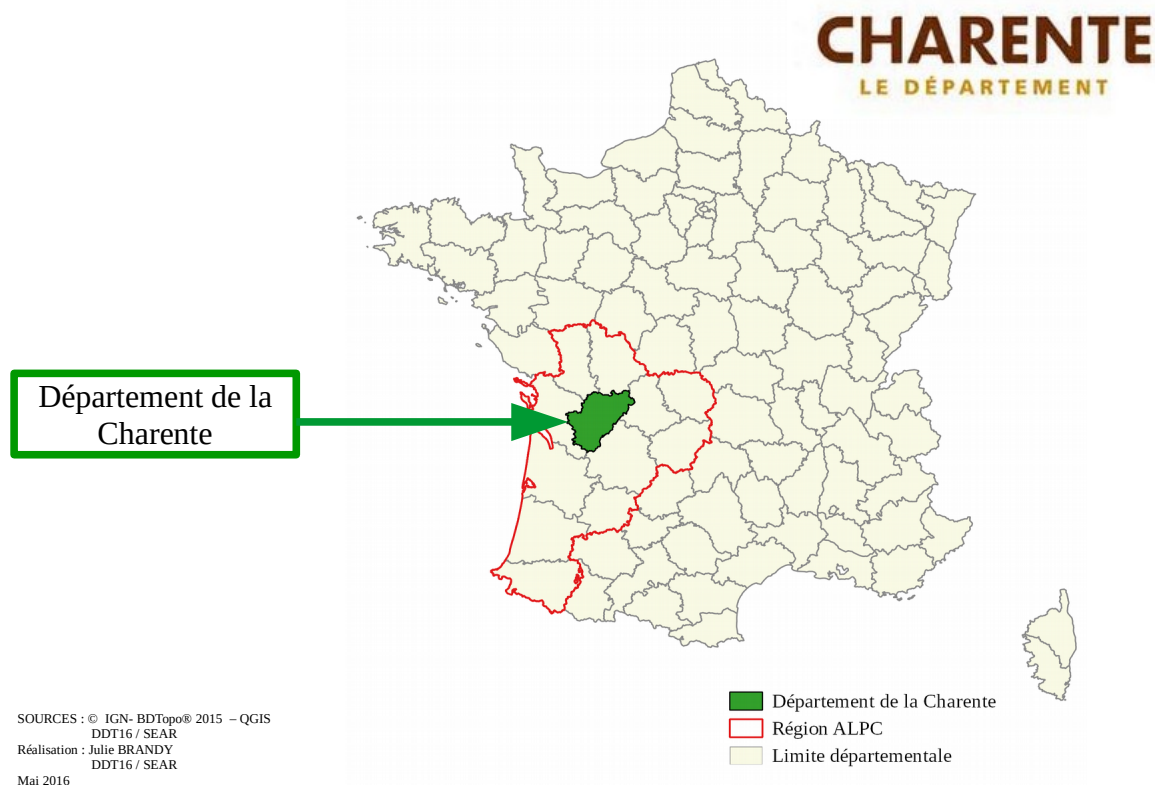 CHARENTE
LE DÉPARTEMENT
Département de la
Charente
Département de la Charente
Région ALPC
Limite départementale
SOURCES : © IGN- BDTopo® 2015 – QGIS
DDT16 / SEAR
Réalisation : Julie BRANDY
DDT16 / SEAR
Mai 2016